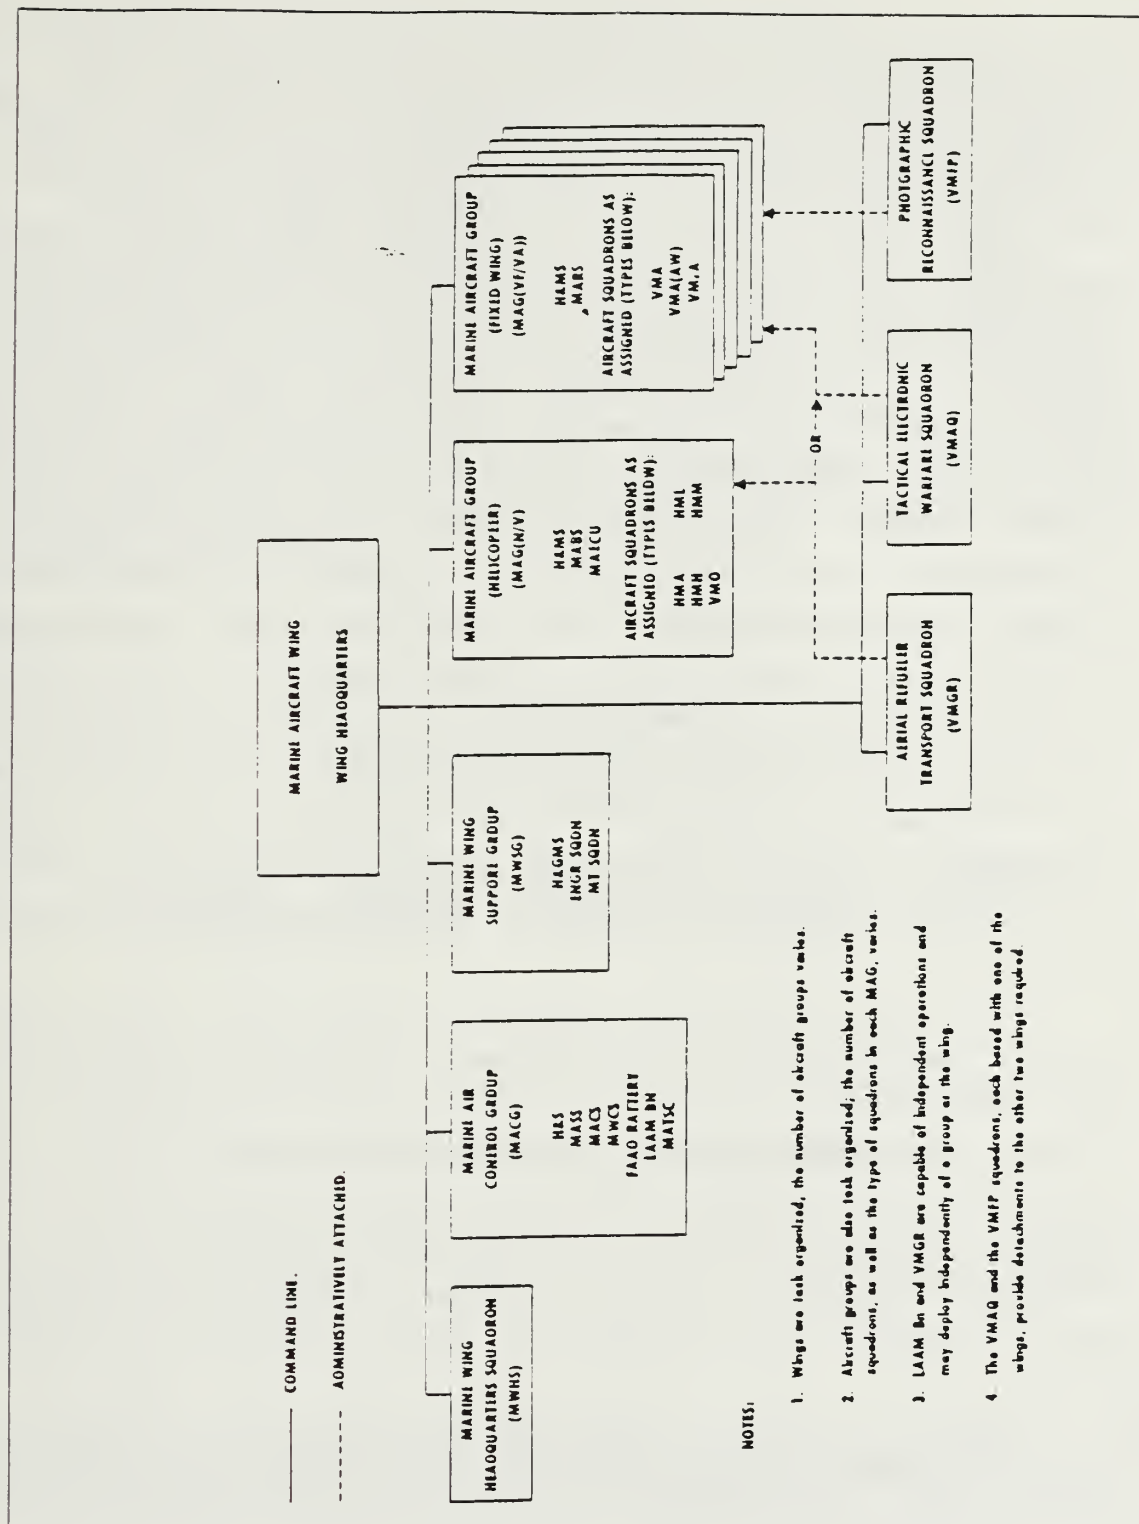 COMMAND LINE.
ADMINISTRATIVELY ATTACHED.
MARINE AIRCRAFT WING
WING HEADQUARTERS
MARINE WING
HEADQUARTERS SQUADRON
(MWHS)
MARINE AIR
CONTROL GROUP
(MACG)
H&S
MASS
MACS
MWCS
FAAD BATTERY
LAAM BN
MATSC
MARINE WING
SUPPORT GROUP
(MWSG)
H&GMS
ENGR SQDN
MT SQDN
MARINE AIRCRAFT GROUP
(HELICOPTER)
(MAG(H/V)
H&MS
MABS
MATCU
AIRCRAFT SQUADRONS AS
ASSIGNED (TYPES BELOW):
HMA HML
HMH HMM
VMO
MARINE AIRCRAFT GROUP
(FIXED WING)
(MAG(VF/VA))
H&MS
MABS
AIRCRAFT SQUADRONS AS
ASSIGNED (TYPES BELOW):
VMA
VMA(AW)
OR
AERIAL REFUELER
TRANSPORT SQUADRON
(VMGR)
TACTICAL ELECTRONIC
WARFARE SQUADRON
(VMAQ)
PHOTGRAPHIC
RECONNAISSANCE SQUADRON
(VMFP)
NOTES:
1. Wings are task organized, the number of aircraft groups varies.
2. Aircraft groups are also task organized; the number of aircraft
squadrons, as well as the type of squadrons in each MAG, varies.
3. LAAM Bn and VMGR are capable of independent operations and
may deploy independently of a group or the wing.
4. The VMAQ and the VMFP squadrons, each based with one of the
wings, provide detachments to the other two wings required.